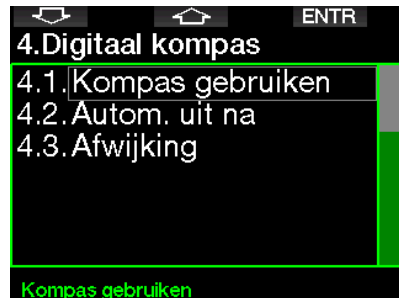 ENTR
4.Digitaal kompas
4.1.Kompas gebruiken
4.2.Autom. uit na
4.3.Afwijking
Kompas gebruiken